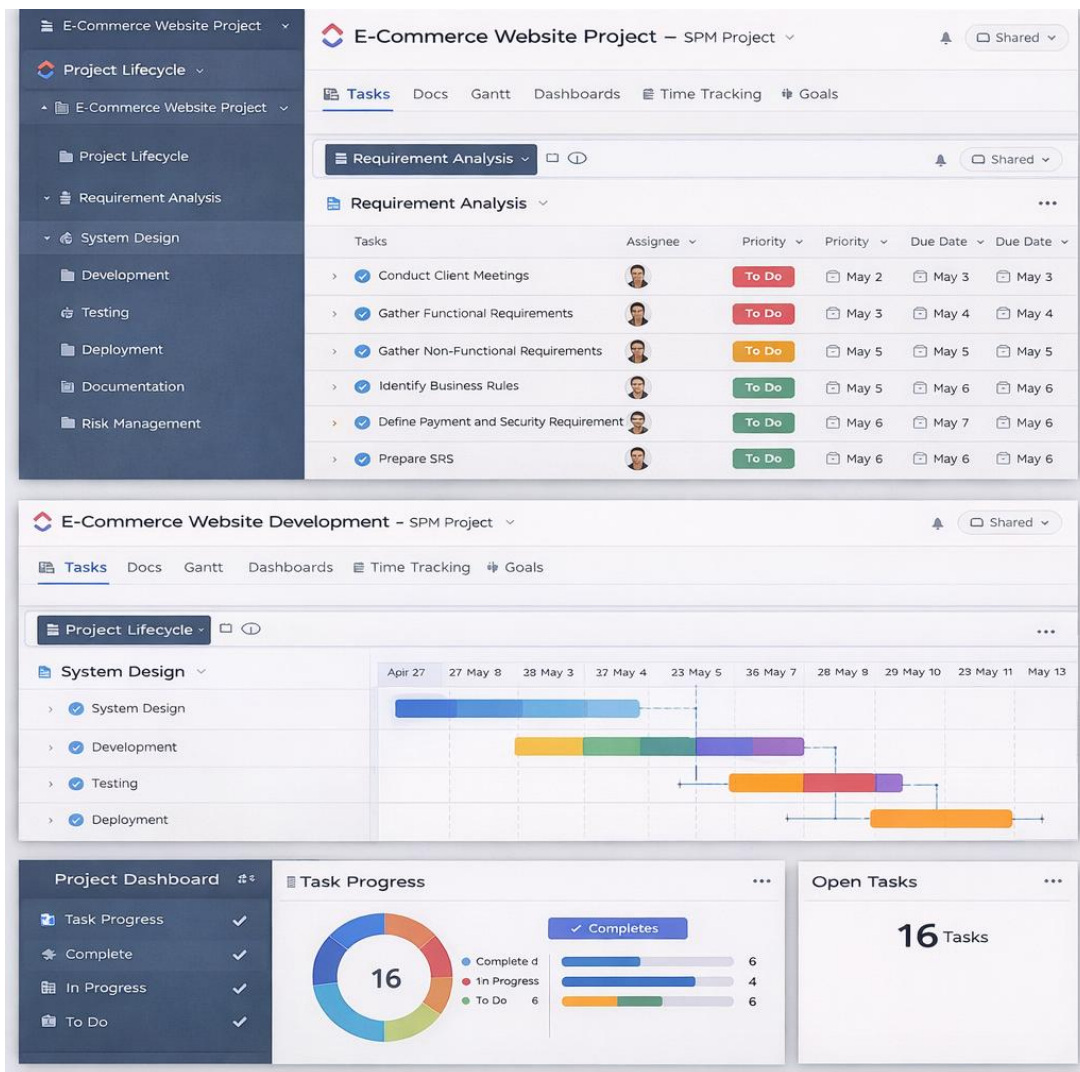 E-Commerce Website Project
Project Lifecycle
E-Commerce Website Project
Project Lifecycle
Requirement Analysis
System Design
Development
Testing
Deployment
Documentation
Risk Management
E-Commerce Website Project – SPM Project
Shared
Tasks Docs Gantt Dashboards Time Tracking Goals
Requirement Analysis
Shared
Requirement Analysis
Tasks Assignee Priority Priority Due Date Due Date
Conduct Client Meetings To Do May 2 May 3 May 3
Gather Functional Requirements To Do May 3 May 4 May 4
Gather Non-Functional Requirements To Do May 5 May 5 May 5
Identify Business Rules To Do May 5 May 6 May 6
Define Payment and Security Requirement To Do May 6 May 7 May 6
Prepare SRS To Do May 6 May 6 May 6
E-Commerce Website Development – SPM Project
Shared
Tasks Docs Gantt Dashboards Time Tracking Goals
Project Lifecycle
System Design Apir 27 27 May 8 28 May 3 37 May 4 23 May 5 36 May 7 28 May 9 29 May 10 23 May 11 May 13
System Design
Development
Testing
Deployment
Project Dashboard
Task Progress
Complete
In Progress
To Do
Task Progress
16
Completes
Complete d 6
1n Progress 4
To Do 6 6
Open Tasks
16 Tasks